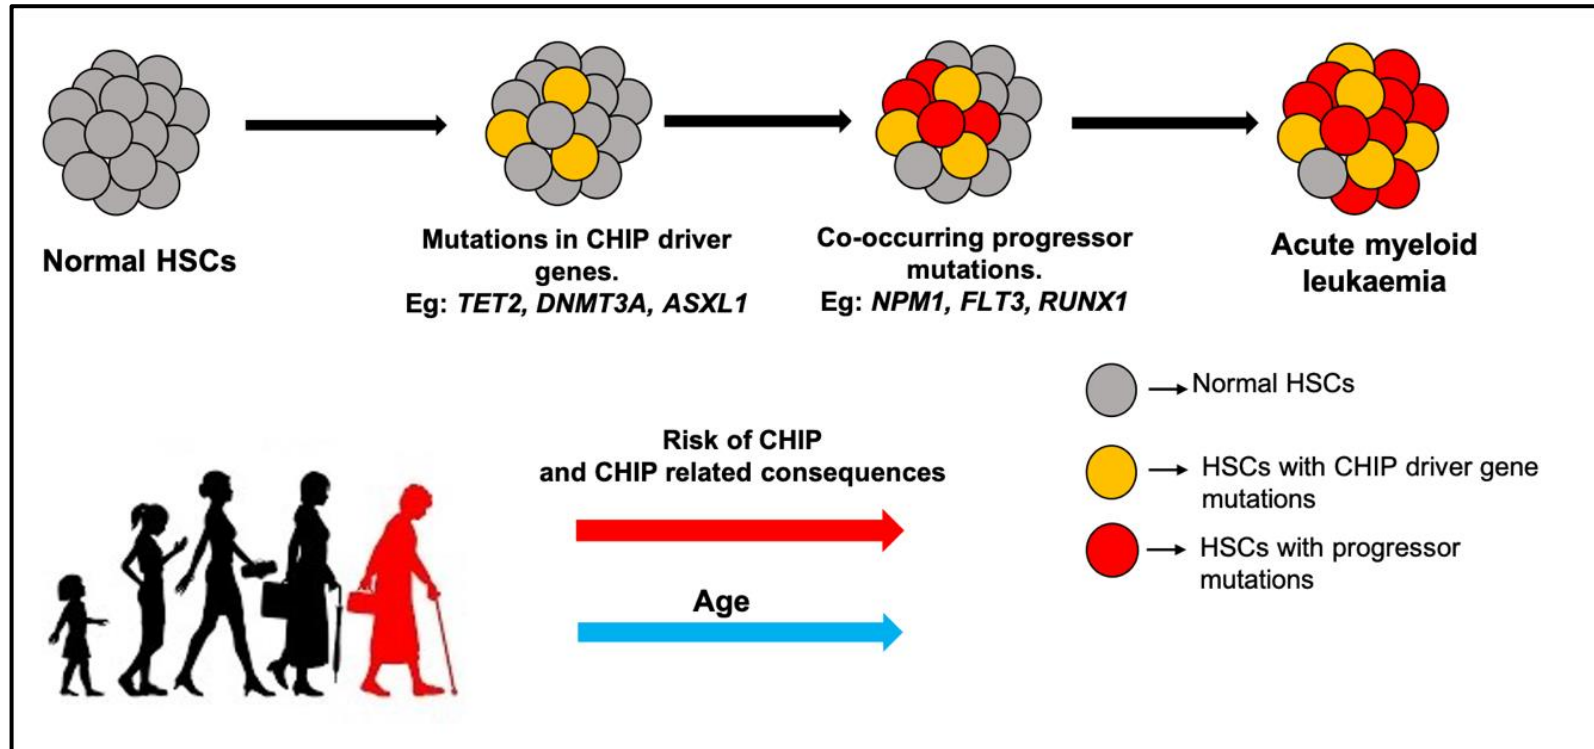 Normal HSCs
Mutations in CHIP driver
genes.
Eg: TET2, DNMT3A, ASXL1
Co-occurring progressor
mutations.
Eg: NPM1, FLT3, RUNX1
Acute myeloid
leukaemia
Risk of CHIP
and CHIP related consequences
Age
Normal HSCs
HSCs with CHIP driver gene
mutations
HSCs with progressor
mutations